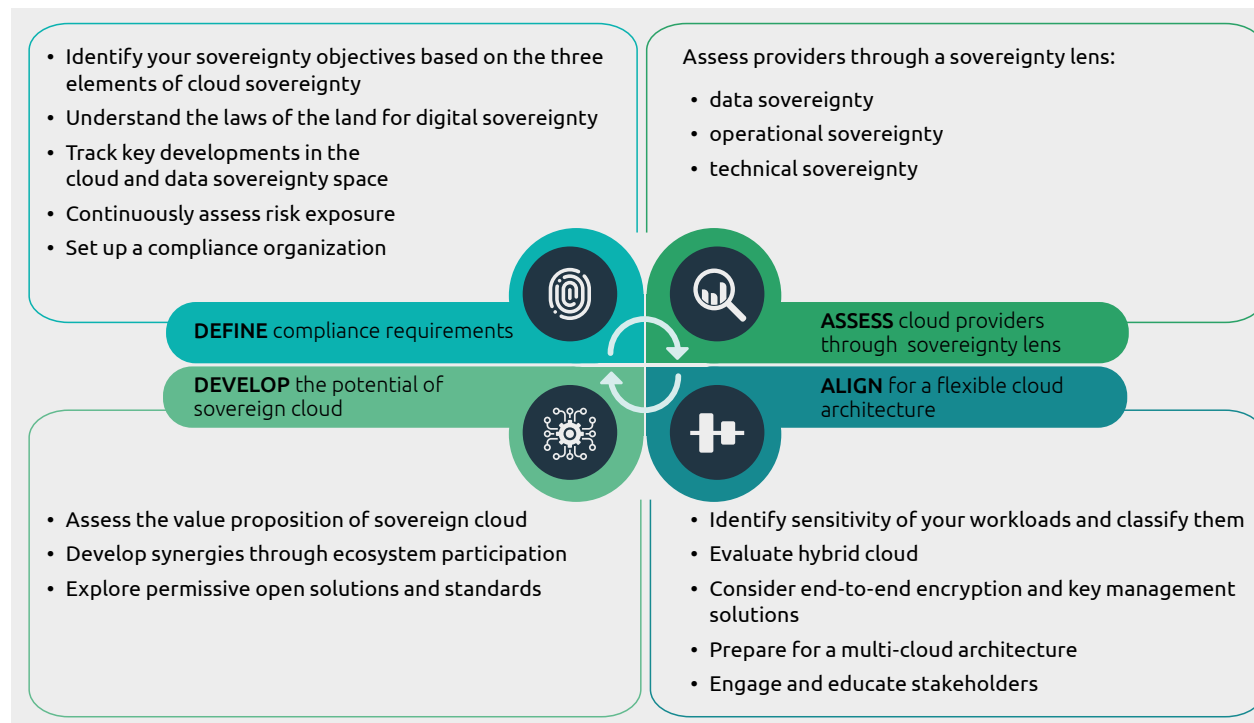 • Identify your sovereignty objectives based on the three
elements of cloud sovereignty
• Understand the laws of the land for digital sovereignty
• Track key developments in the
cloud and data sovereignty space
• Continuously assess risk exposure
• Set up a compliance organization
DEFINE compliance requirements
Assess providers through a sovereignty lens:
• data sovereignty
• operational sovereignty
• technical sovereignty
ASSESS cloud providers
through sovereignty lens
DEVELOP the potential of
sovereign cloud
• Assess the value proposition of sovereign cloud
• Develop synergies through ecosystem participation
• Explore permissive open solutions and standards
ALIGN for a flexible cloud
architecture
• Identify sensitivity of your workloads and classify them
• Evaluate hybrid cloud
• Consider end-to-end encryption and key management
solutions
• Prepare for a multi-cloud architecture
• Engage and educate stakeholders